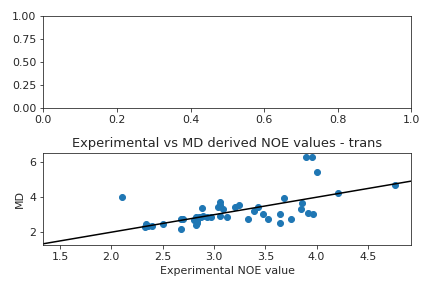 1.00
0.75
0.50
0.25
0.00
0.0 0.2 0.4 0.6 0.8 1.0
Experimental vs MD derived NOE values - trans
6
4
2
MD
1.5 2.0 2.5 3.0 3.5 4.0 4.5
Experimental NOE value